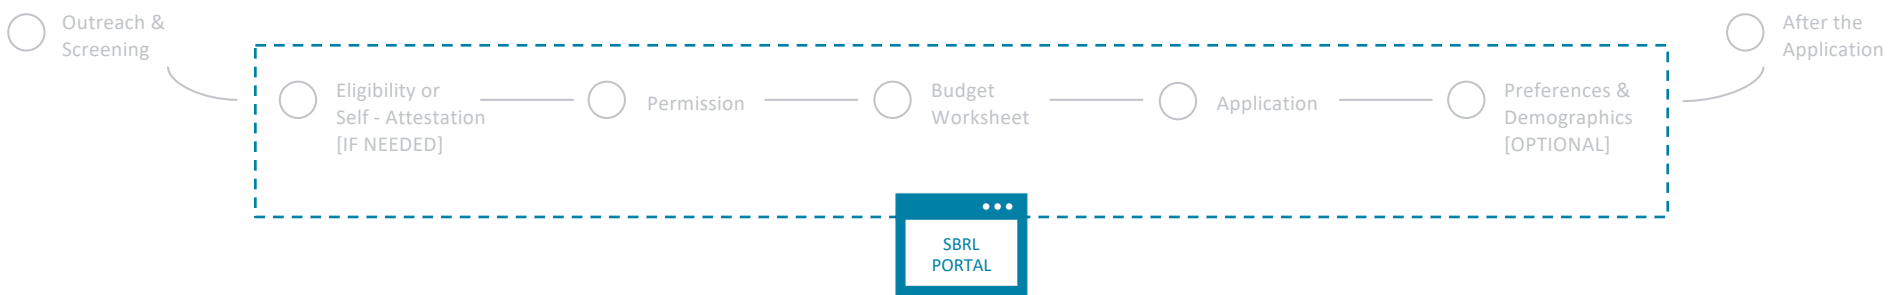 Outreach &
Screening
Eligibility or
Self - Attestation
[IF NEEDED]
Permission
Budget
Worksheet
Application
Preferences &
Demographics
[OPTIONAL]
After the
Application
SBRL
PORTAL